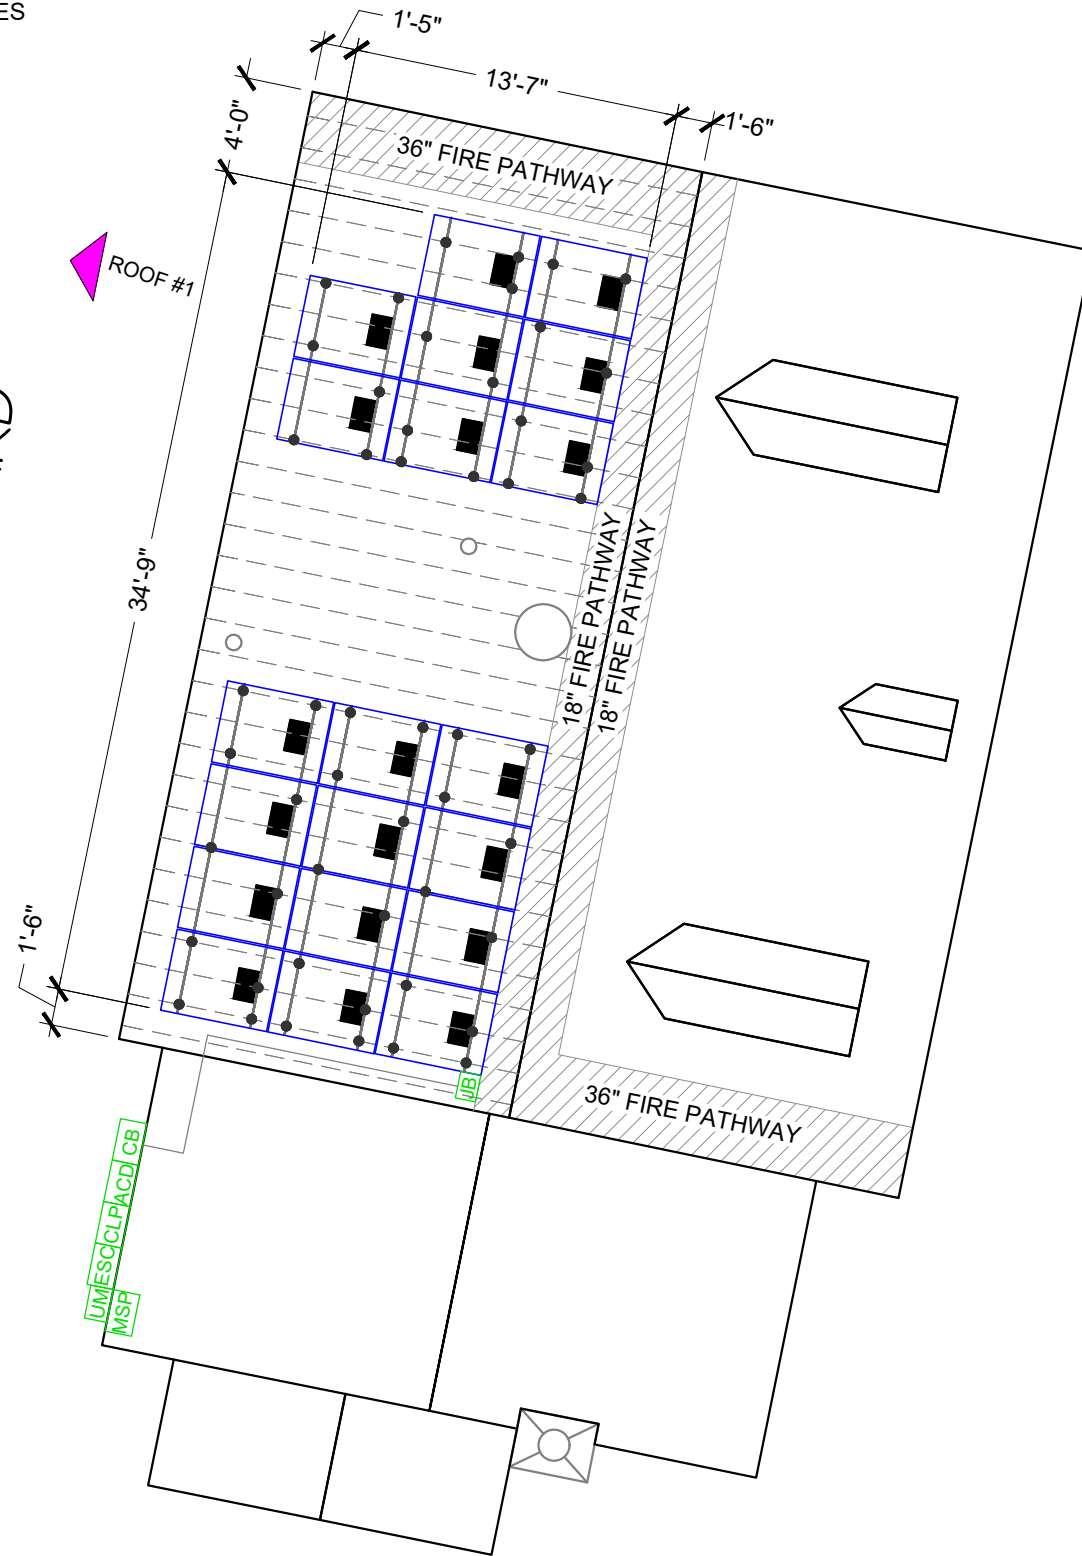 ES
1'-5"
13'-7"
1'-6"
4'-0"
36" FIRE PATHWAY
ROOF #1
34'-9"
18" FIRE PATHWAY
18" FIRE PATHWAY
1'-6"
JB
36" FIRE PATHWAY
CB
ACD
CLP
ESC
UM
MSP